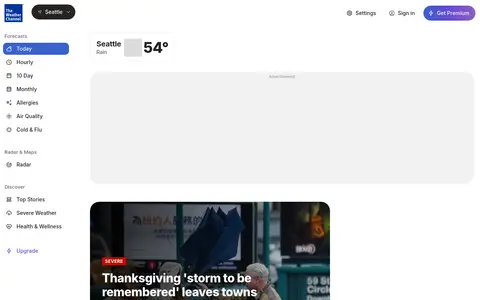 The
Weather
Channel
Seattle
Settings
Sign in
Get Premium
Forecasts
Today
Hourly
10 Day
Monthly
Allergies
Air Quality
Cold & Flu
Radar & Maps
Radar
Discover
Top Stories
Severe Weather
Health & Wellness
Upgrade
Seattle
Rain
54°
Advertisement
SEVERE
Thanksgiving 'storm to be
remembered' leaves towns
59 St